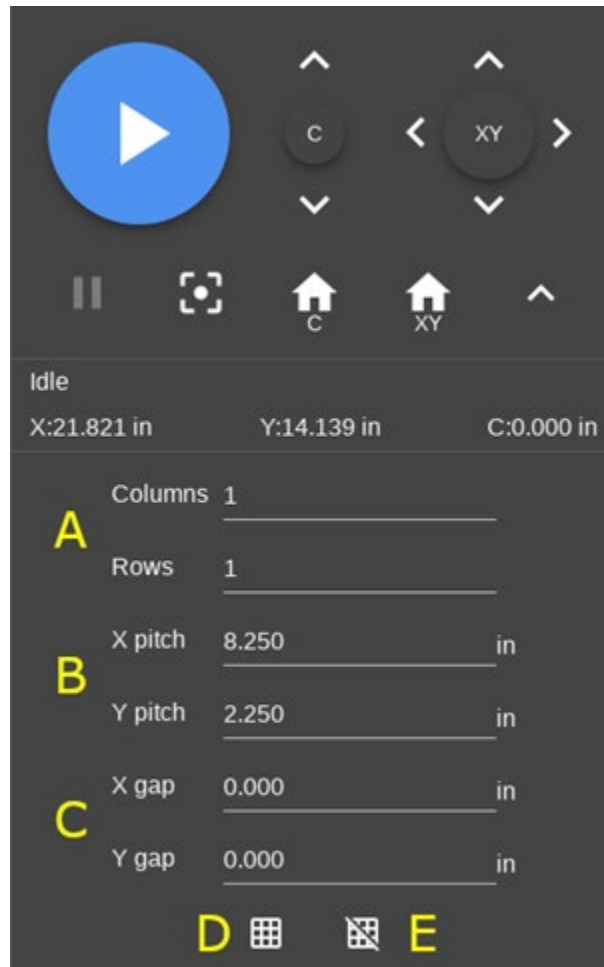 C
XY
C
XY
Idle
X:21.821 in Y:14.139 in C:0.000 in
A
Columns 1
Rows 1
B
X pitch 8.250 in
Y pitch 2.250 in
C
X gap 0.000 in
Y gap 0.000 in
D E